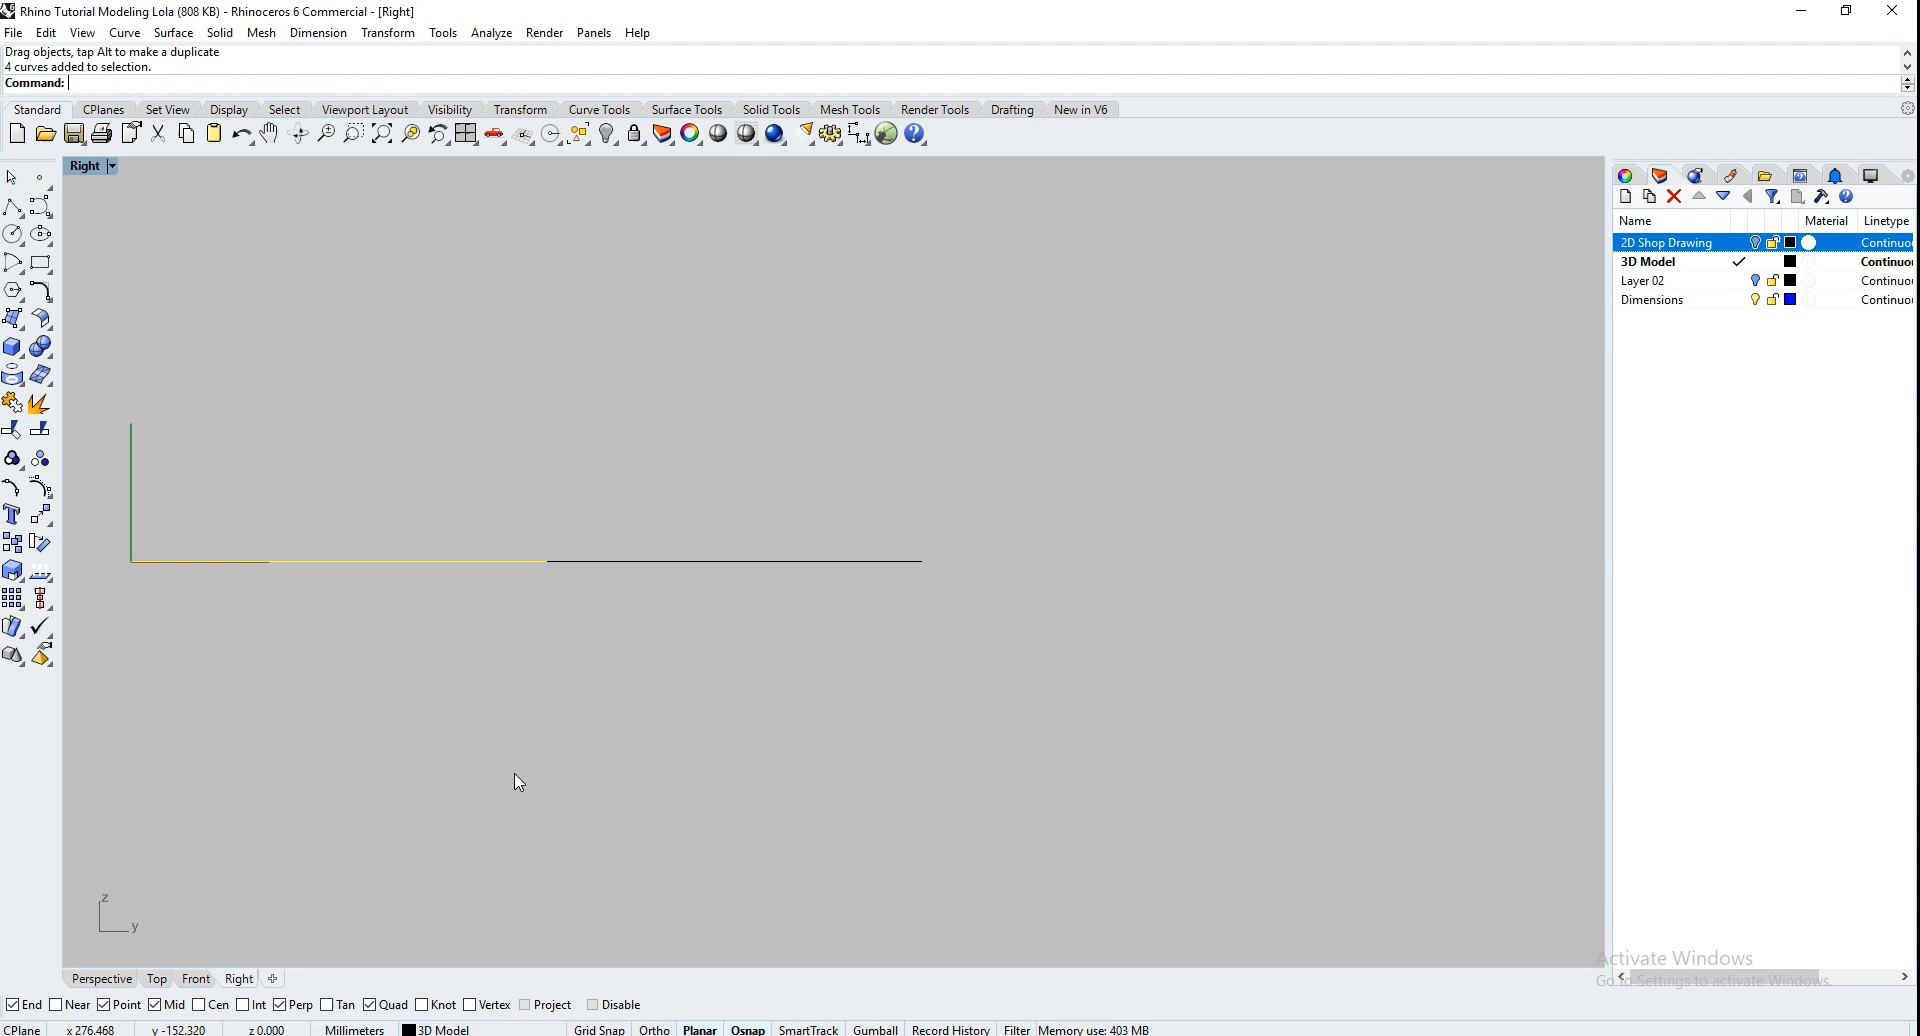 Rhino Tutorial Modeling Lola (808 KB) - Rhinoceros 6 Commercial - [Right]
File Edit View Curve Surface Solid Mesh Dimension Transform Tools Analyze Render Panels Help
Drag objects, tap Alt to make a duplicate
4 curves added to selection.
Command:
Standard CPlanes Set View Display Select Viewport Layout Visibility Transform Curve Tools Surface Tools Solid Tools Mesh Tools Render Tools Drafting New in V6
Right
Name Material Linetype
2D Shop Drawing Continuo
3D Model Continuo
Layer 02 Continuo
Dimensions Continuo
z
y
Activate Windows
Go to Settings to activate Windows.
Perspective Top Front Right
End Near Point Mid Cen Int Perp Tan Quad Knot Vertex Project Disable
CPlane x 276.468 y -152.320 z 0.000 Millimeters 3D Model Grid Snap Ortho Planar Osnap SmartTrack Gumball Record History Filter Memory use: 403 MB